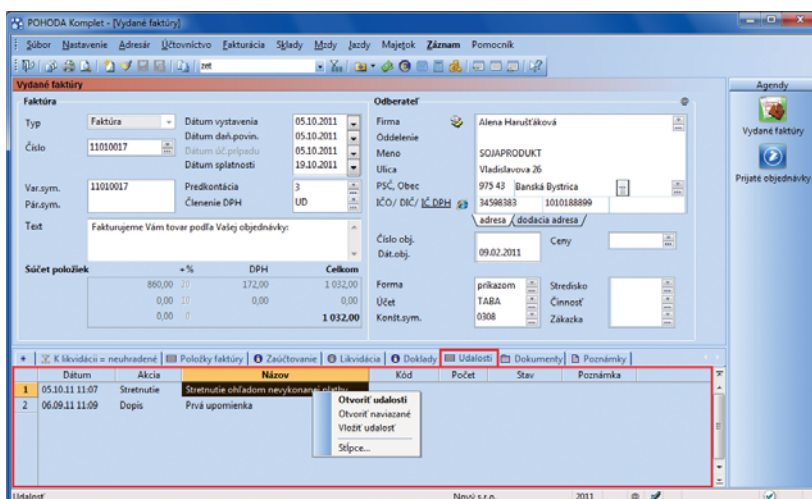 POHODA Komplet - [Vydané faktúry]
Súbor Nastavenie Adresár Účtovníctvo Fakturácia Sklady Mzdy Jazdy Majetok Záznam Pomocník
zet
Vydané faktúry
Agendy
Vydané faktúry
Prijaté objednávky
Faktúra
Typ Faktúra
Číslo 11010017
Var.sym. 11010017
Pár.sym.
Dátum vystavenia 05.10.2011
Dátum daň.povin. 05.10.2011
Dátum úč.prípadu 05.10.2011
Dátum splatnosti 19.10.2011
Predkontácia 3
Členenie DPH UD
Text Fakturujeme Vám tovar podľa Vašej objednávky:
Súčet položiek +% DPH Celkom
860,00 20 172,00 1 032,00
0,00 10 0,00 0,00
0,00 0 1 032,00
Odberateľ @
Firma Alena Harušťáková
Oddelenie
Meno SOJAPRODUKT
Ulica Vladislavova 26
PSČ, Obec 975 43 Banská Bystrica
IČO/ DIČ/ IČ DPH 34598383 1010188899
adresa dodacia adresa
Číslo obj. Ceny
Dát.obj. 09.02.2011
Forma príkazom Stredisko
Účet TABA Činnosť
Konšt.sym. 0308 Zákazka
K likvidácii = neuhradené Položky faktúry Zaúčtovanie Likvidácia Doklady Udalosti Dokumenty Poznámky
Dátum Akcia Názov Kód Počet Stav Poznámka
1 05.10.11 11:07 Stretnutie Stretnutie ohľadom nevykonanej platby
2 06.09.11 11:09 Dopis Prvá upomienka
Otvoriť udalosti
Otvoriť naviazané
Vložiť udalosť
Stĺpce...
Udalosť Nový s.r.o. 2011 @